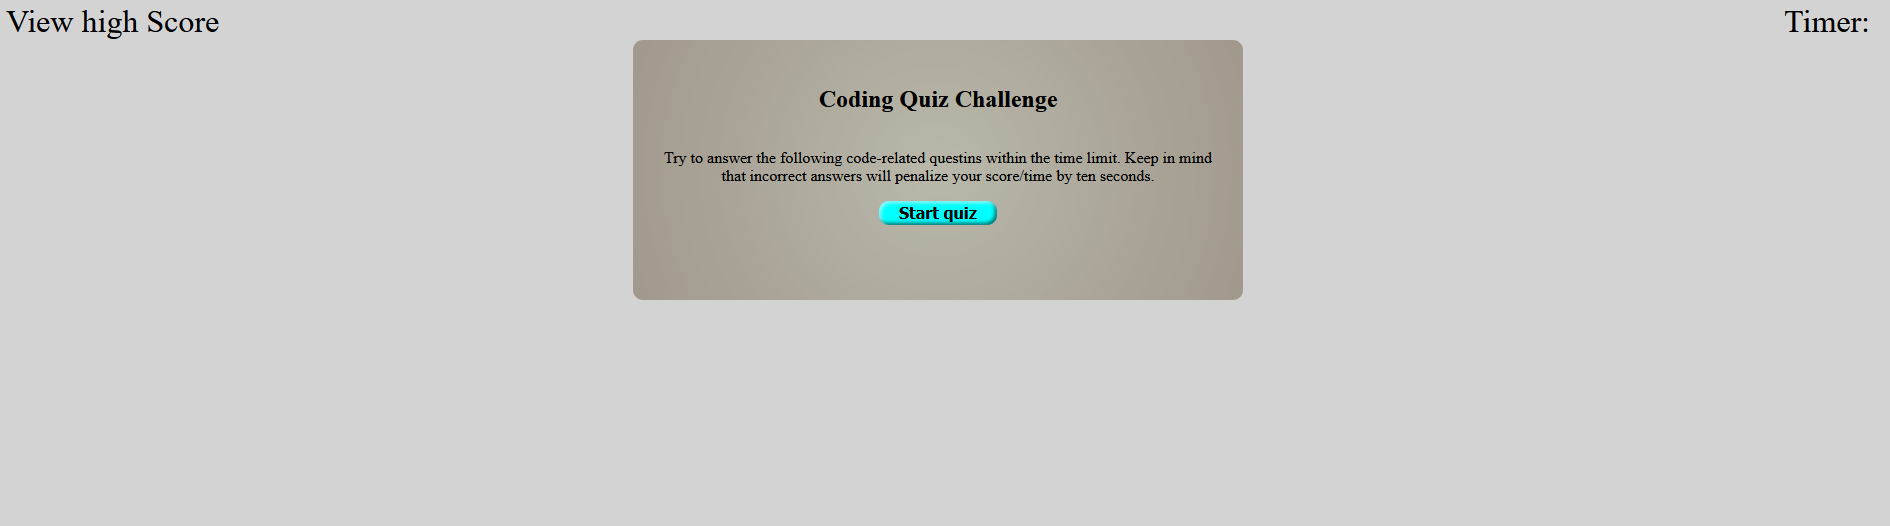 View high Score
Timer:
Coding Quiz Challenge
Try to answer the following code-related questins within the time limit. Keep in mind
that incorrect answers will penalize your score/time by ten seconds.
Start quiz